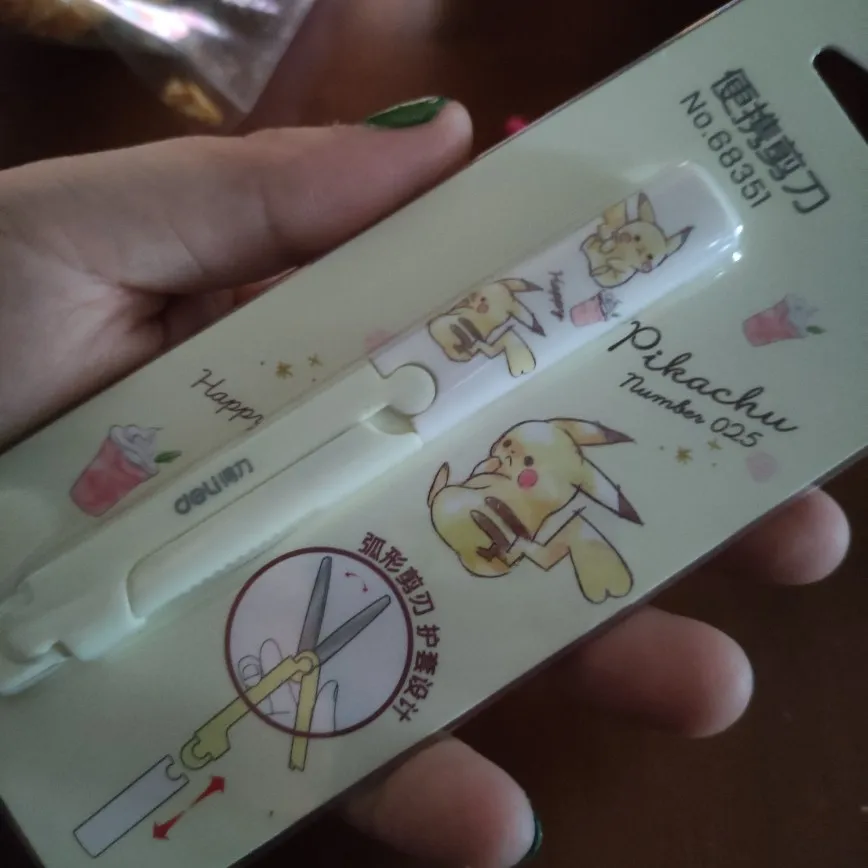 便携剪刀
No.68351
Happy
Pikachu
Number 025
Happy
deli得力
弧形剪刃 护套设计